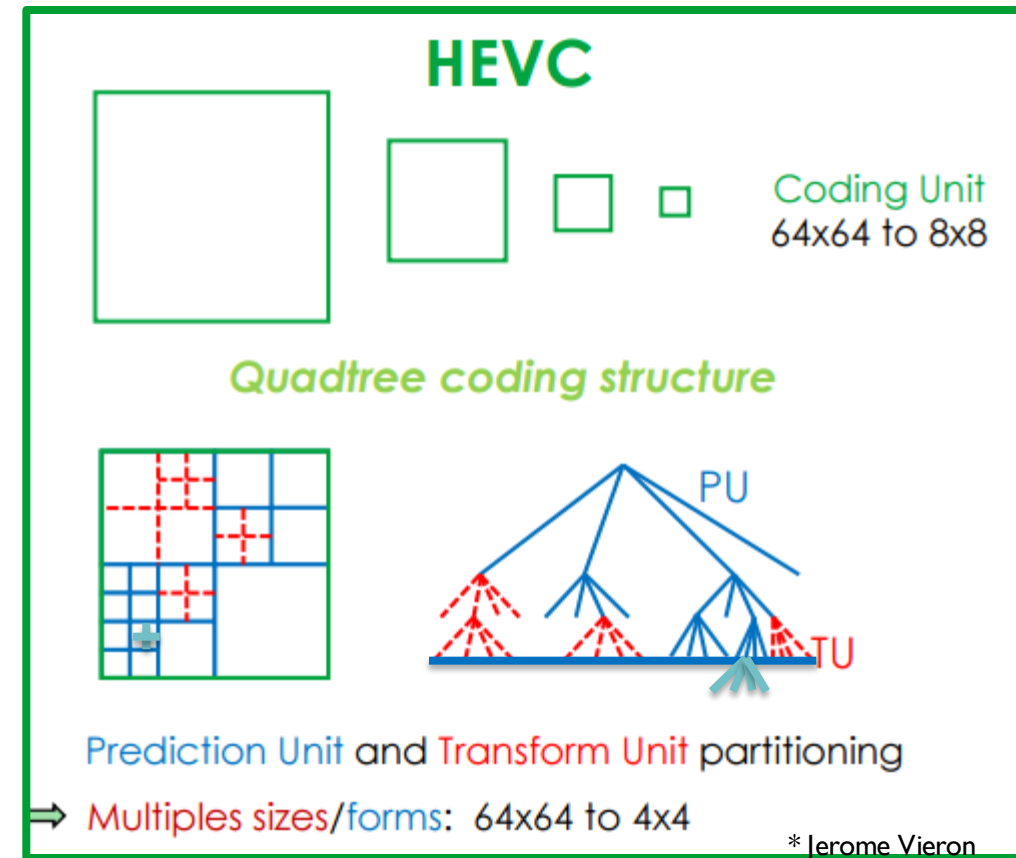 HEVC
Coding Unit
64x64 to 8x8
Quadtree coding structure
PU
TU
Prediction Unit and Transform Unit partitioning
⇒ Multiples sizes/forms: 64x64 to 4x4
* Jerome Vieron